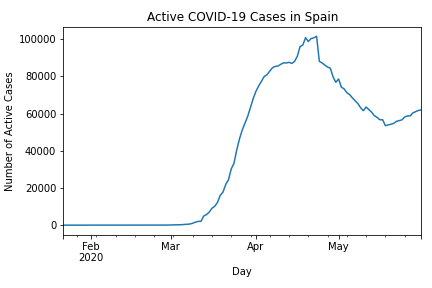 Active COVID-19 Cases in Spain
Number of Active Cases
100000
80000
60000
40000
20000
0
Feb Mar Apr May
2020
Day